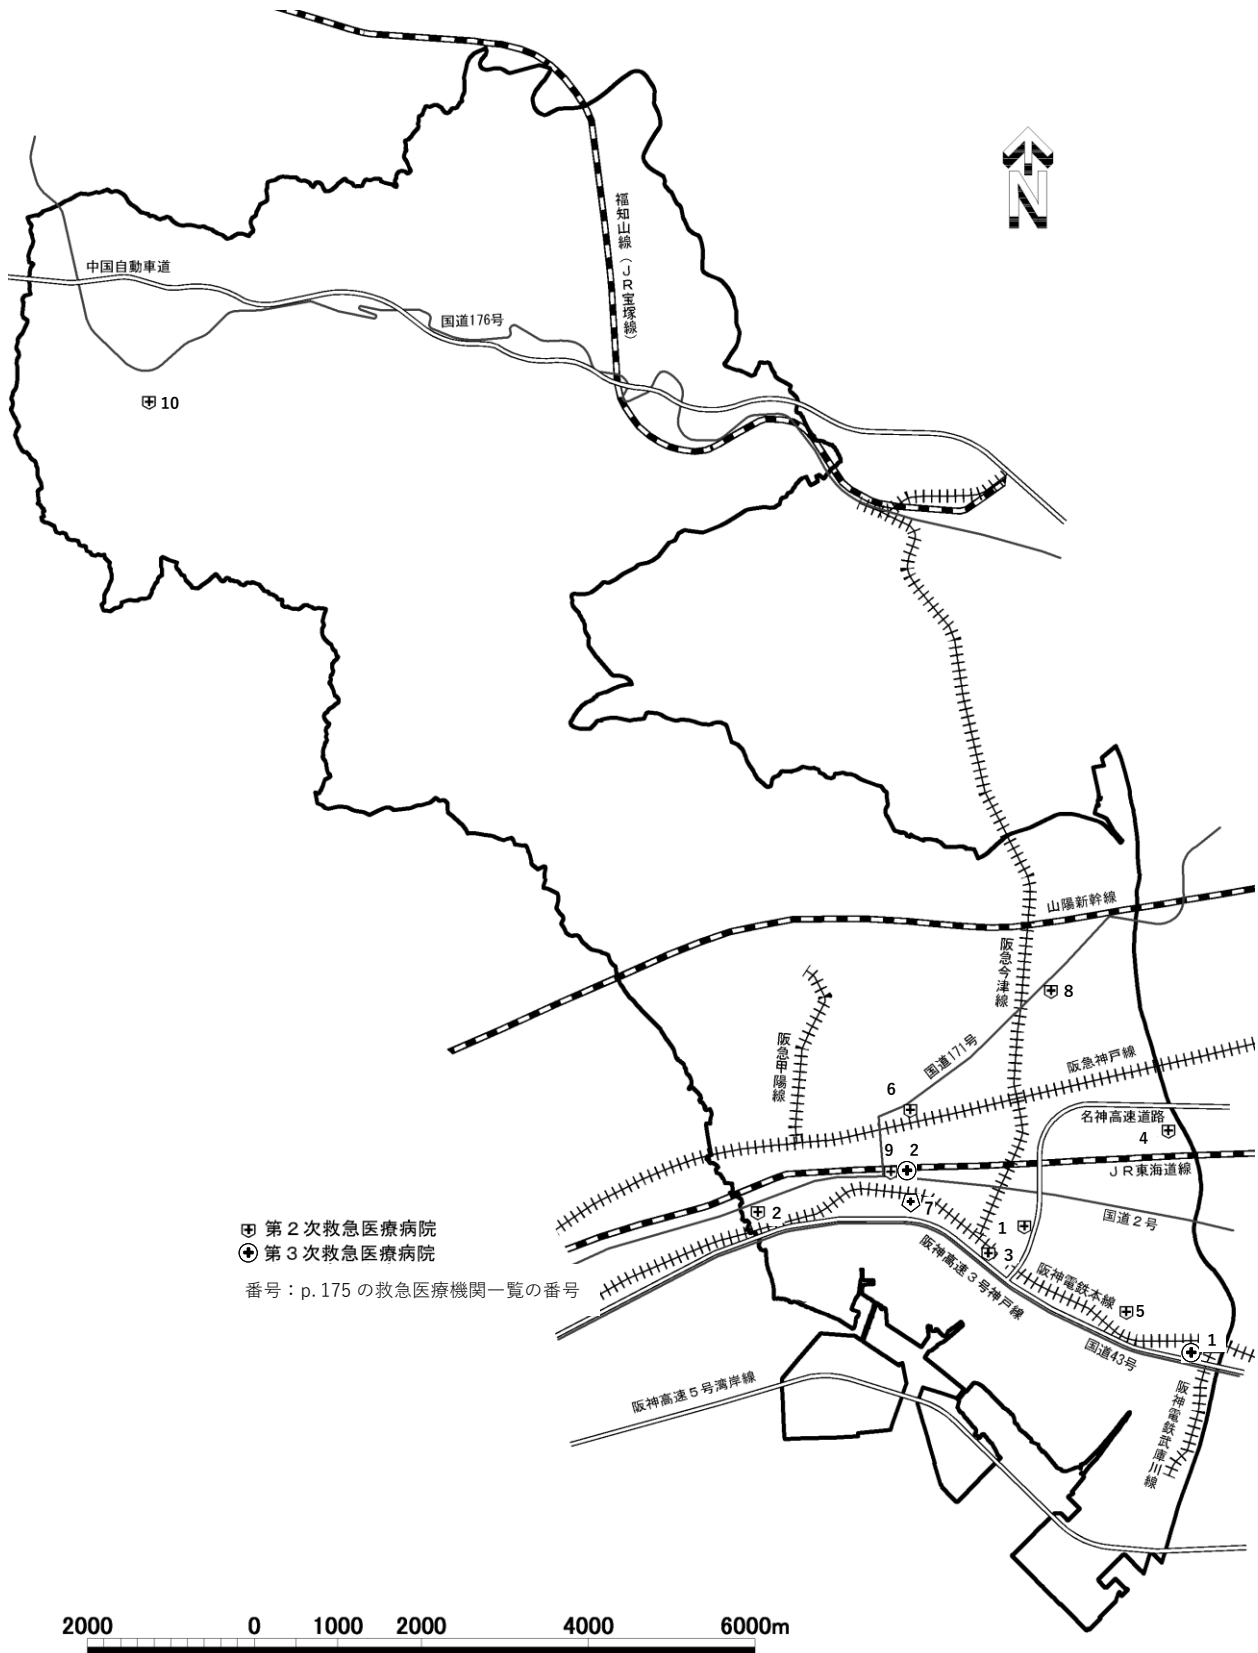 N
福知山線（ＪＲ宝塚線）
中国自動車道
国道176号
10
山陽新幹線
阪急今津線
8
国道171号
阪急神戸線
阪急甲陽線
6
名神高速道路
4
9
2
ＪＲ東海道線
2
7
1
国道２号
3
阪神高速３号神戸線
阪神電鉄本線
5
1
国道43号
阪神高速５号湾岸線
阪神電鉄武庫川線
第２次救急医療病院
第３次救急医療病院
番号：p.175 の救急医療機関一覧の番号
2000 0 1000 2000 4000 6000m